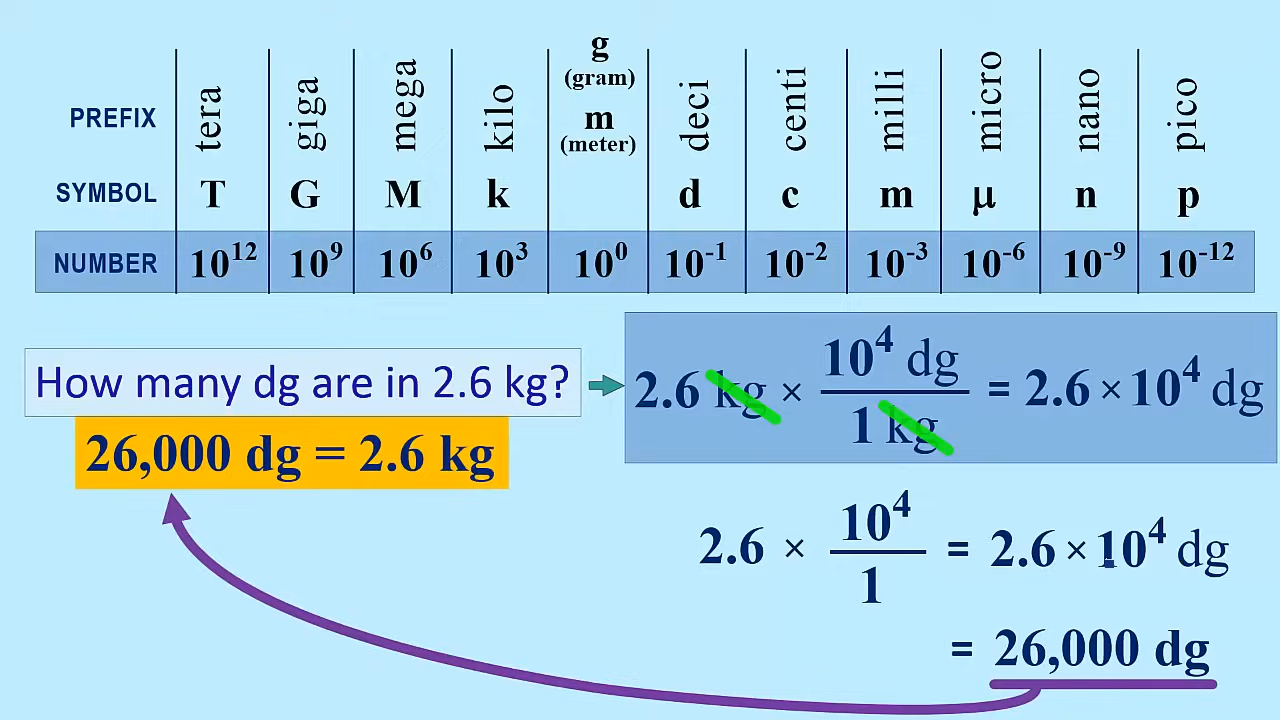 PREFIX tera giga mega kilo g (gram) m (meter) deci centi milli micro nano pico
SYMBOL T G M k d c m μ n p
NUMBER 10¹² 10⁹ 10⁶ 10³ 10⁰ 10⁻¹ 10⁻² 10⁻³ 10⁻⁶ 10⁻⁹ 10⁻¹²
How many dg are in 2.6 kg?
2.6 kg × 10⁴ dg / 1 kg = 2.6 × 10⁴ dg
26,000 dg = 2.6 kg
2.6 × 10⁴ / 1 = 2.6 × 10⁴ dg
= 26,000 dg